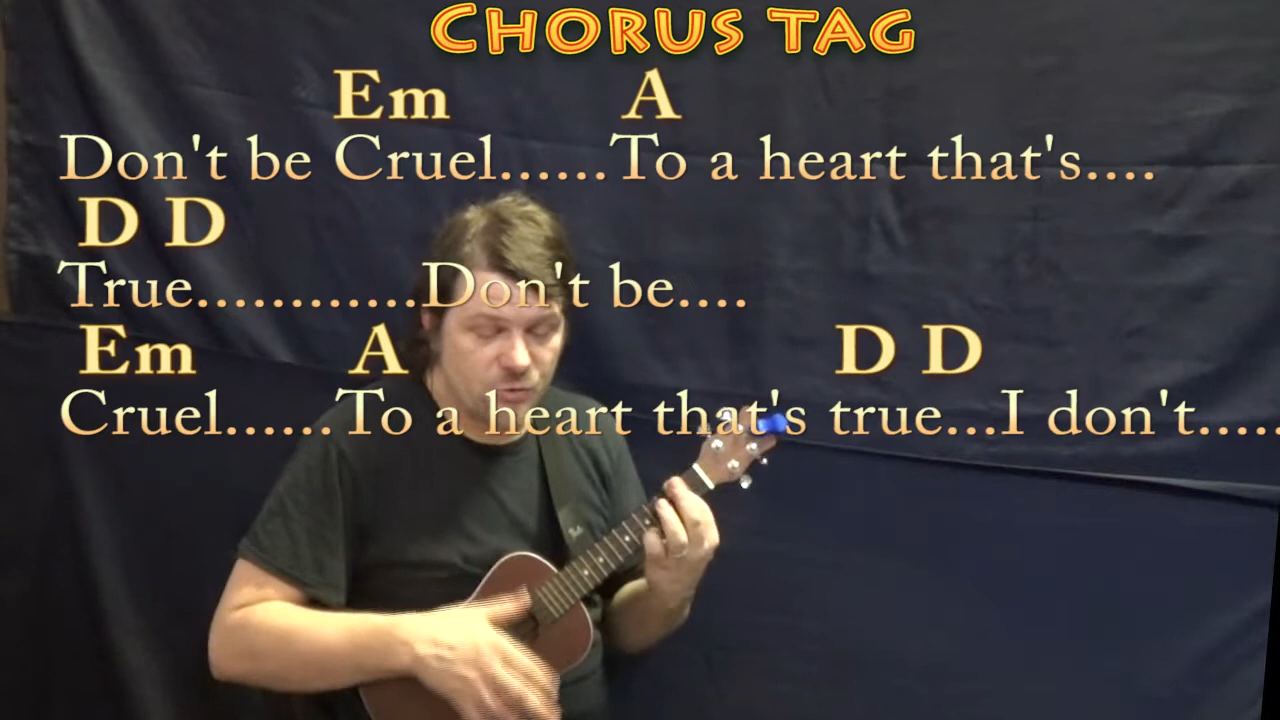 CHORUS TAG
Em A
Don't be Cruel......To a heart that's....
D D
True............Don't be....
Em A D D
Cruel......To a heart that's true...I don't.....